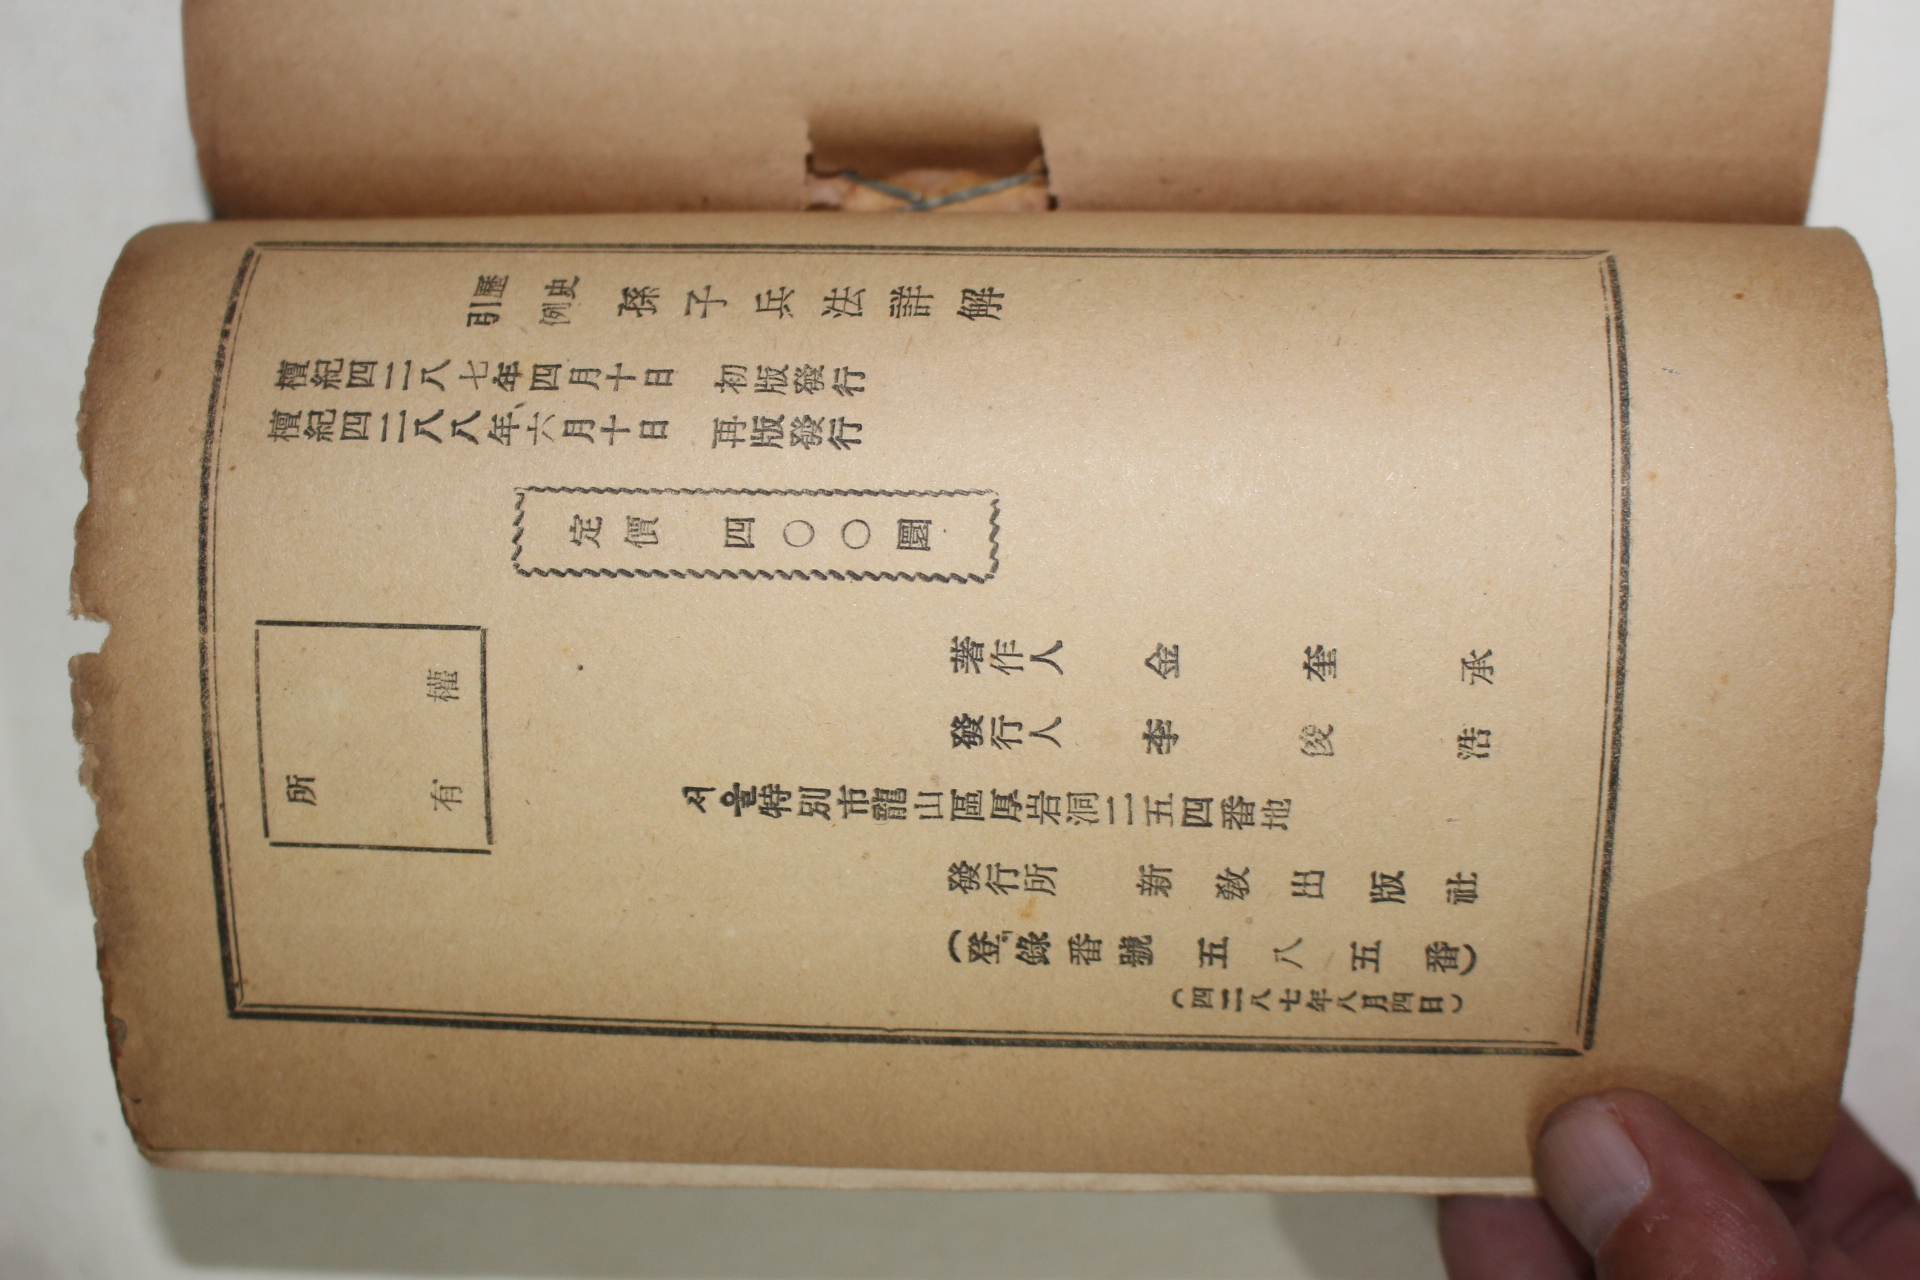 歷史引例 孫子兵法詳解
檀紀四二八七年四月十日 初版發行
檀紀四二八八年六月十日 再版發行
定價 四〇〇圜
權所有
著作人 金奎承
發行人 李俊浩
서울特別市龍山區厚岩洞二五四番地
發行所 新敎出版社
(登錄番號 五八五番)
(四二八七年八月四日)